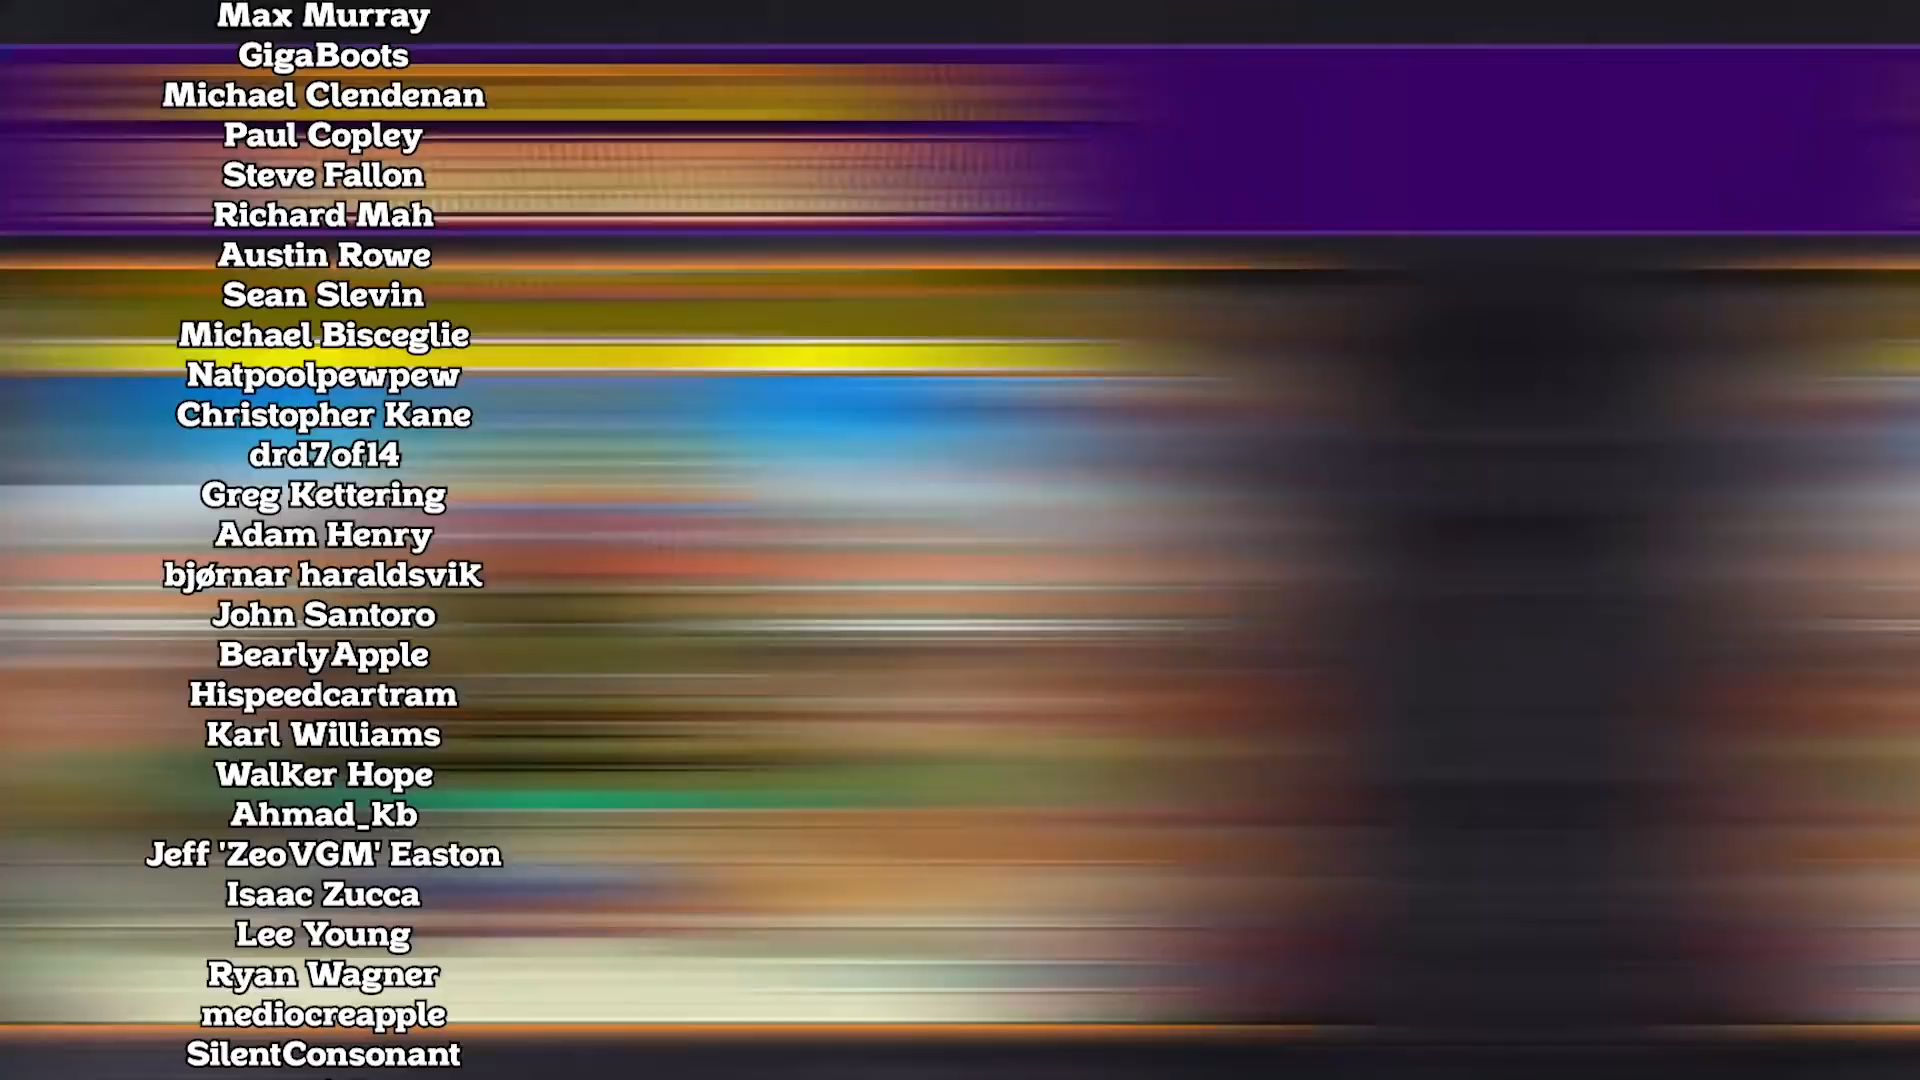 Max Murray
GigaBoots
Michael Clendenan
Paul Copley
Steve Fallon
Richard Mah
Austin Rowe
Sean Slevin
Michael Bisceglie
Natpoolpewpew
Christopher Kane
drd7of14
Greg Kettering
Adam Henry
bjørnar haraldsvik
John Santoro
BearlyApple
Hispeedcartram
Karl Williams
Walker Hope
Ahmad_Kb
Jeff 'ZeoVGM' Easton
Isaac Zucca
Lee Young
Ryan Wagner
mediocreapple
SilentConsonant